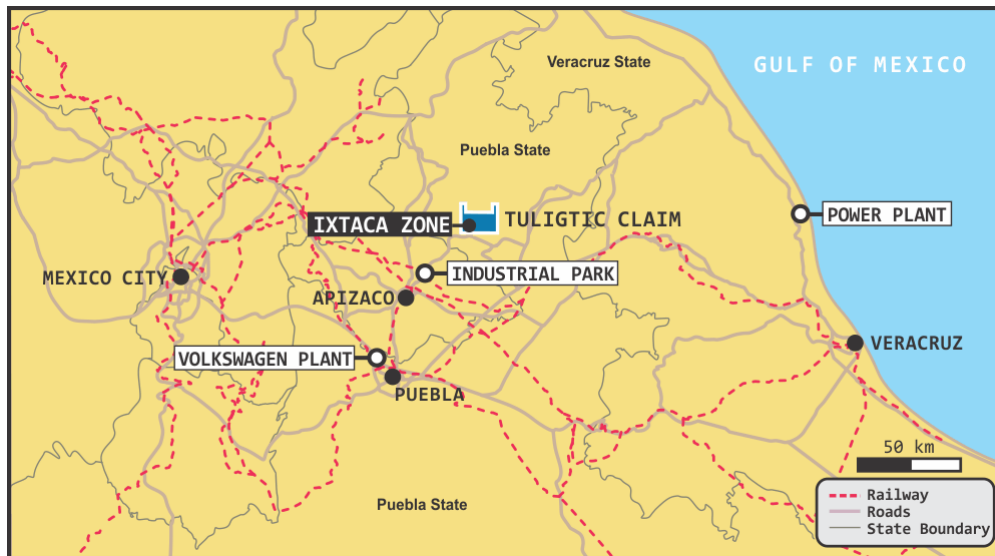 Veracruz State
GULF OF MEXICO
Puebla State
IXTACA ZONE
TULIGTIC CLAIM
POWER PLANT
MEXICO CITY
INDUSTRIAL PARK
APIZACO
VOLKSWAGEN PLANT
VERACRUZ
PUEBLA
50 km
Puebla State
Railway
Roads
State Boundary